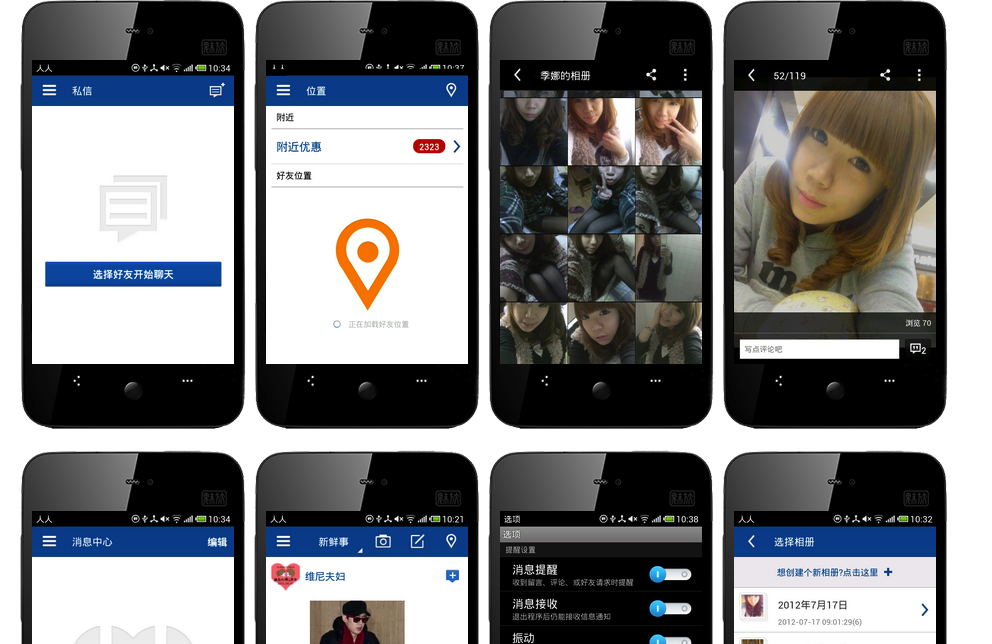 人人 10:34
私信
选择好友开始聊天
10:37
位置
附近
附近优惠 2323
好友位置
正在加载好友位置
季娜的相册
52/119
浏览 70
写点评论吧
2
人人 10:34
消息中心 编辑
人人 10:21
新鲜事
维尼夫妇
选项 10:38
选项
提醒设置
消息提醒
收到留言、评论、或好友请求时提醒
消息接收
退出程序后仍能接收信息通知
振动
人人 10:32
选择相册
想创建个新相册?点击这里
2012年7月17日
2012-07-17 09:01:29(6)